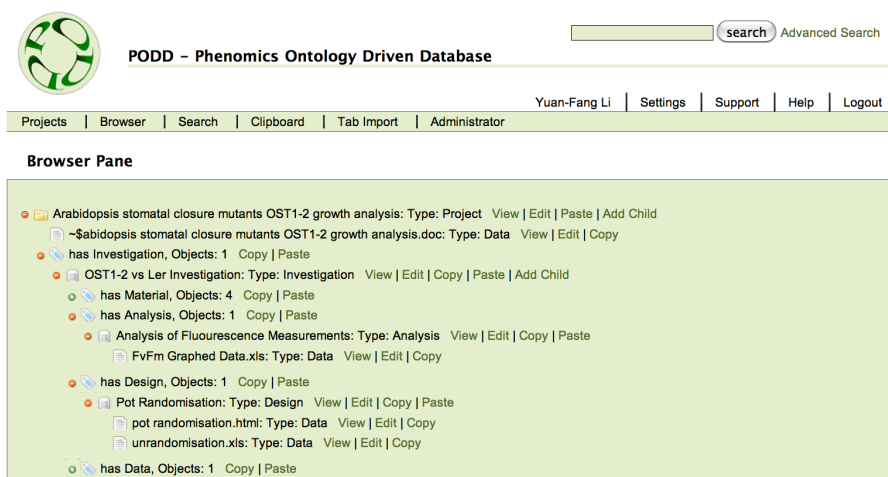 PODD
search Advanced Search
PODD – Phenomics Ontology Driven Database
Yuan-Fang Li | Settings | Support | Help | Logout
Projects | Browser | Search | Clipboard | Tab Import | Administrator
Browser Pane
Arabidopsis stomatal closure mutants OST1-2 growth analysis: Type: Project View | Edit | Paste | Add Child
~$abidopsis stomatal closure mutants OST1-2 growth analysis.doc: Type: Data View | Edit | Copy
has Investigation, Objects: 1 Copy | Paste
OST1-2 vs Ler Investigation: Type: Investigation View | Edit | Copy | Paste | Add Child
has Material, Objects: 4 Copy | Paste
has Analysis, Objects: 1 Copy | Paste
Analysis of Fluourescence Measurements: Type: Analysis View | Edit | Copy | Paste
FvFm Graphed Data.xls: Type: Data View | Edit | Copy
has Design, Objects: 1 Copy | Paste
Pot Randomisation: Type: Design View | Edit | Copy | Paste
pot randomisation.html: Type: Data View | Edit | Copy
unrandomisation.xls: Type: Data View | Edit | Copy
has Data, Objects: 1 Copy | Paste